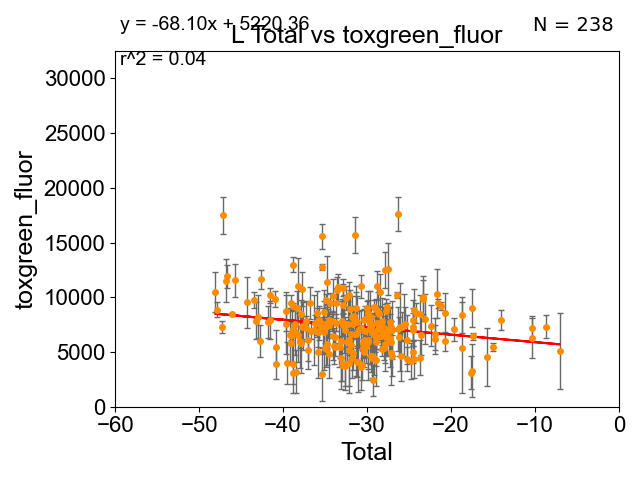 y = -68.10x + 5220.36
N = 238
L Total vs toxgreen_fluor
r^2 = 0.04
30000
25000
20000
15000
10000
5000
0
toxgreen_fluor
−60
−50
−40
−30
−20
−10
0
Total